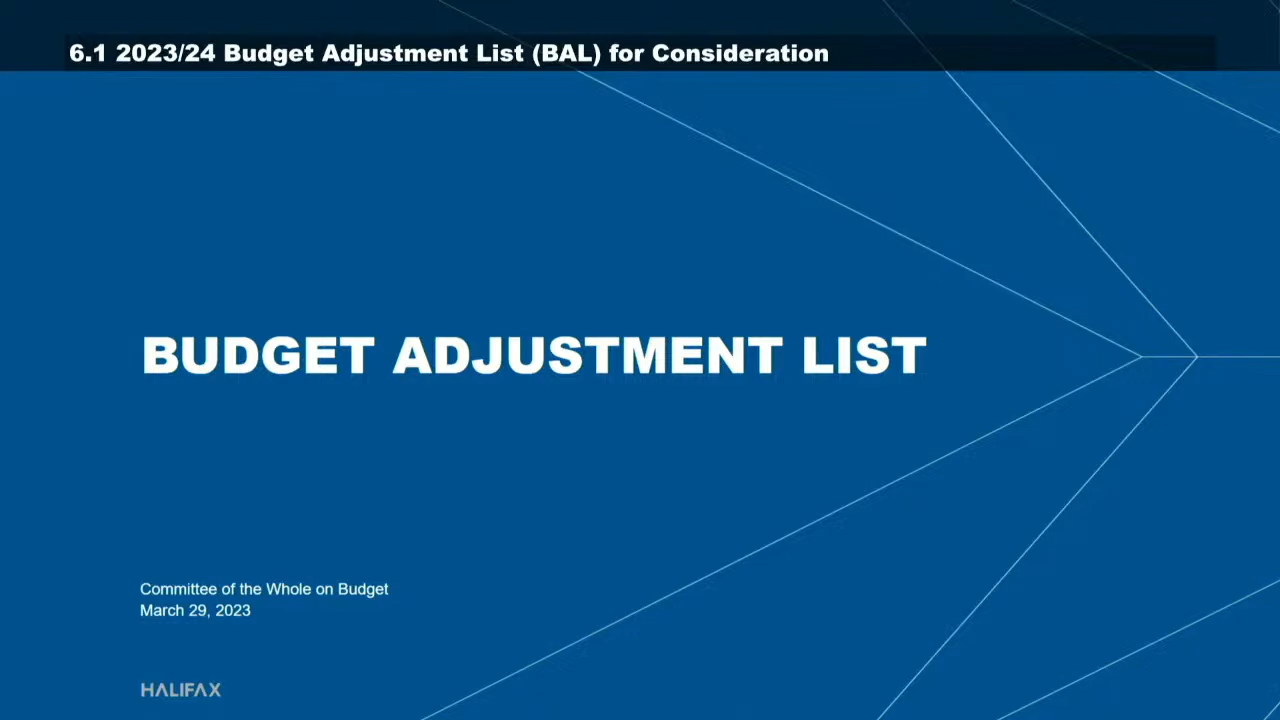 6.1 2023/24 Budget Adjustment List (BAL) for Consideration
BUDGET ADJUSTMENT LIST
Committee of the Whole on Budget
March 29, 2023
HALIFAX